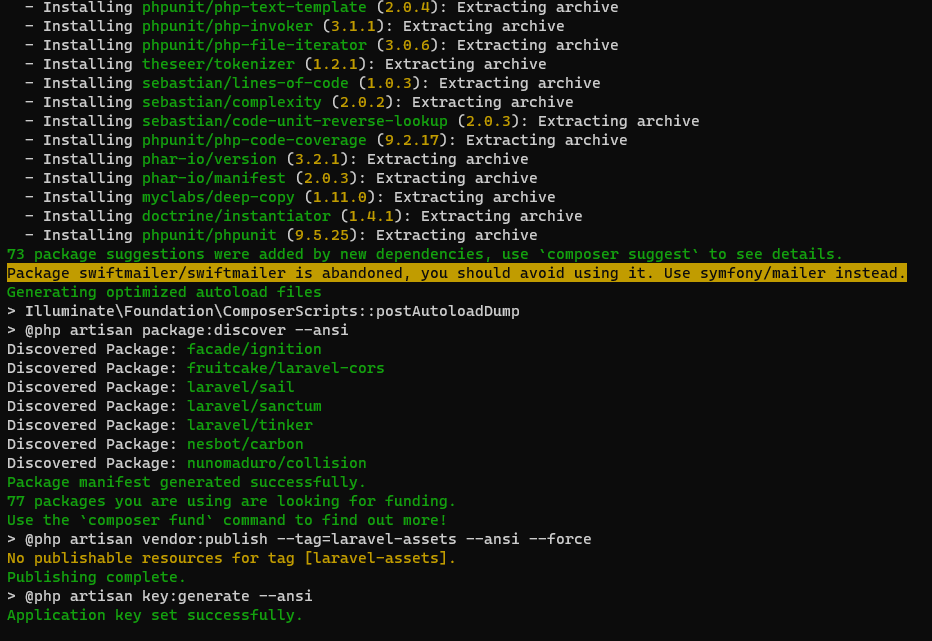 - Installing phpunit/php-text-template (2.0.4): Extracting archive
- Installing phpunit/php-invoker (3.1.1): Extracting archive
- Installing phpunit/php-file-iterator (3.0.6): Extracting archive
- Installing theseer/tokenizer (1.2.1): Extracting archive
- Installing sebastian/lines-of-code (1.0.3): Extracting archive
- Installing sebastian/complexity (2.0.2): Extracting archive
- Installing sebastian/code-unit-reverse-lookup (2.0.3): Extracting archive
- Installing phpunit/php-code-coverage (9.2.17): Extracting archive
- Installing phar-io/version (3.2.1): Extracting archive
- Installing phar-io/manifest (2.0.3): Extracting archive
- Installing myclabs/deep-copy (1.11.0): Extracting archive
- Installing doctrine/instantiator (1.4.1): Extracting archive
- Installing phpunit/phpunit (9.5.25): Extracting archive
73 package suggestions were added by new dependencies, use `composer suggest` to see details.
Package swiftmailer/swiftmailer is abandoned, you should avoid using it. Use symfony/mailer instead.
Generating optimized autoload files
> Illuminate\Foundation\ComposerScripts::postAutoloadDump
> @php artisan package:discover --ansi
Discovered Package: facade/ignition
Discovered Package: fruitcake/laravel-cors
Discovered Package: laravel/sail
Discovered Package: laravel/sanctum
Discovered Package: laravel/tinker
Discovered Package: nesbot/carbon
Discovered Package: nunomaduro/collision
Package manifest generated successfully.
77 packages you are using are looking for funding.
Use the `composer fund` command to find out more!
> @php artisan vendor:publish --tag=laravel-assets --ansi --force
No publishable resources for tag [laravel-assets].
Publishing complete.
> @php artisan key:generate --ansi
Application key set successfully.